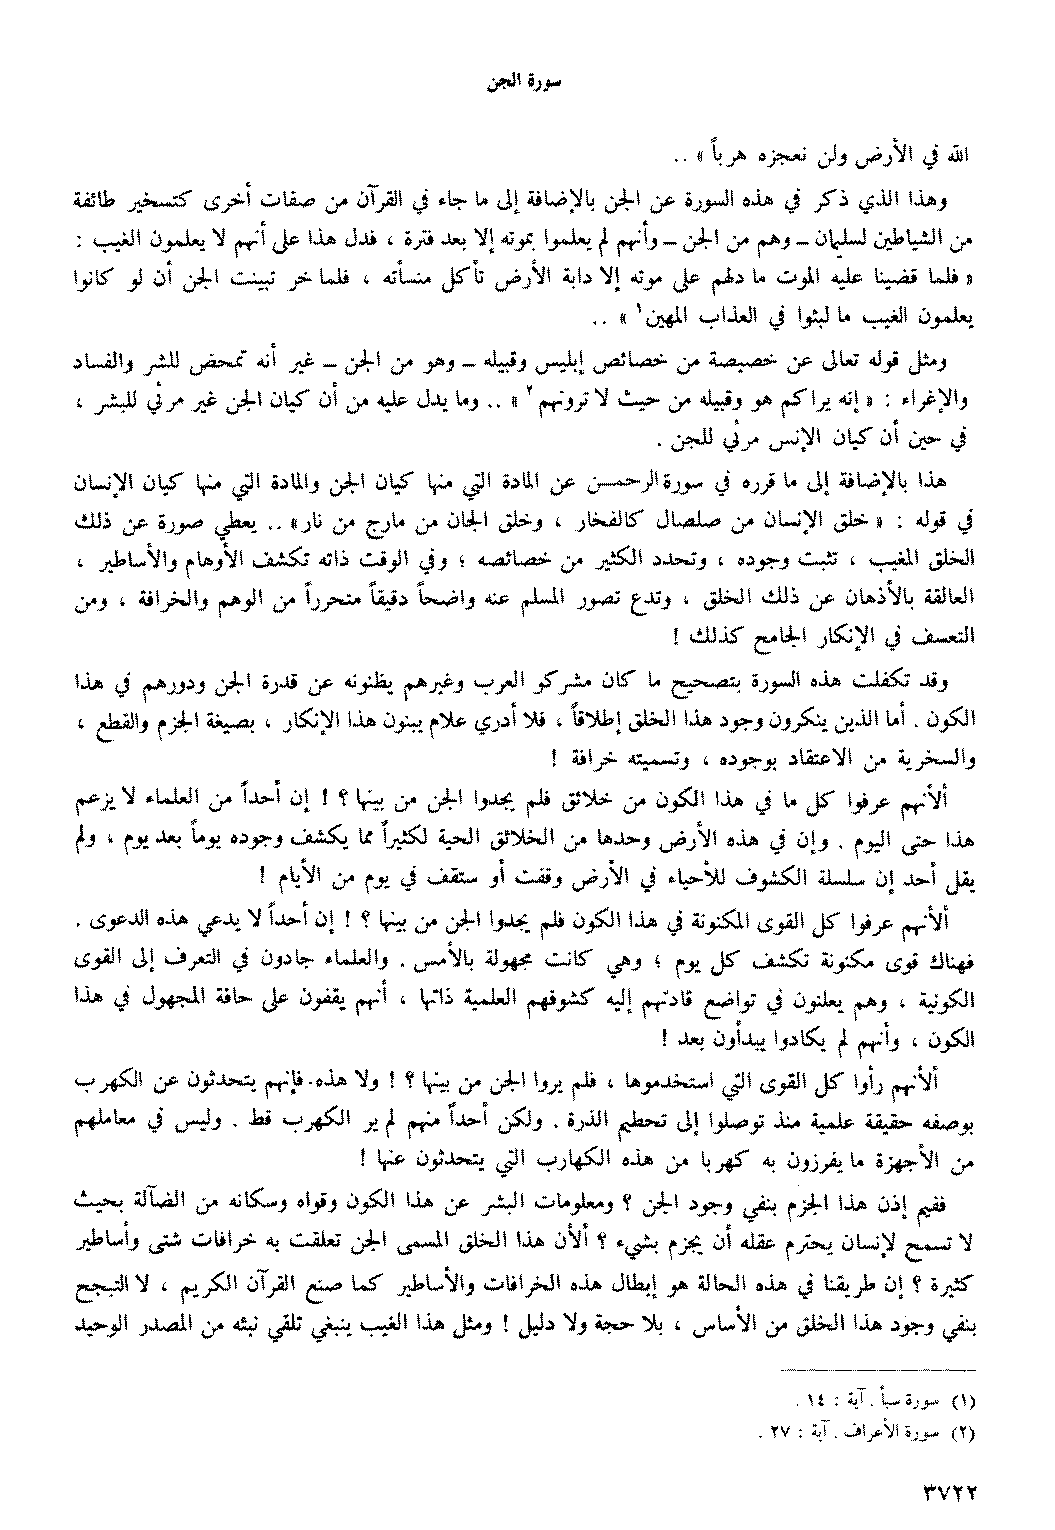 سورة الجن
الله في الأرض ولن نعجزه هرباً » ..
وهذا الذي ذكر في هذه السورة عن الجن بالإضافة إلى ما جاء في القرآن من صفات أخرى كتسخير طائفة
من الشياطين لسليمان ــ وهم من الجن ــ وأنهم لم يعلموا بموته إلا بعد فترة ، فدل هذا على أنهم لا يعلمون الغيب :
« فلما قضينا عليه الموت ما دلهم على موته إلا دابة الأرض تأكل منسأته ، فلما خر تبينت الجن أن لو كانوا
يعلمون الغيب ما لبثوا في العذاب المهين١ » ..
ومثل قوله تعالى عن خصيصة من خصائص إبليس وقبيله ــ وهو من الجن ــ غير أنه تمحض للشر والفساد
والإغراء : « إنه يراكم هو وقبيله من حيث لا ترونهم٢ » .. وما يدل عليه من أن كيان الجن غير مرئي للبشر ،
في حين أن كيان الإنس مرئي للجن .
هذا بالإضافة إلى ما قرره في سورة الرحمـن عن المادة التي منها كيان الجن والمادة التي منها كيان الإنسان
في قوله : « خلق الإنسان من صلصال كالفخار ، وخلق الجان من مارج من نار» .. يعطي صورة عن ذلك
الخلق المغيب ، تثبت وجوده ، وتحدد الكثير من خصائصه ؛ وفي الوقت ذاته تكشف الأوهام والأساطير ،
العالقة بالأذهان عن ذلك الخلق ، وتدع تصور المسلم عنه واضحاً دقيقاً متحرراً من الوهم والخرافة ، ومن
التعسف في الإنكار الجامح كذلك !
وقد تكفلت هذه السورة بتصحيح ما كان مشركو العرب وغيرهم يظنونه عن قدرة الجن ودورهم في هذا
الكون . أما الذين ينكرون وجود هذا الخلق إطلاقاً ، فلا أدري علام يبنون هذا الإنكار ، بصيغة الجزم والقطع ،
والسخرية من الاعتقاد بوجوده ، وتسميته خرافة !
ألأنهم عرفوا كل ما في هذا الكون من خلائق فلم يجدوا الجن من بينها ؟ ! إن أحداً من العلماء لا يزعم
هذا حتى اليوم . وإن في هذه الأرض وحدها من الخلائق الحية لكثيراً مما يكشف وجوده يوماً بعد يوم ، ولم
يقل أحد إن سلسلة الكشوف للأحياء في الأرض وقفت أو ستقف في يوم من الأيام !
ألأنهم عرفوا كل القوى المكنونة في هذا الكون فلم يجدوا الجن من بينها ؟ ! إن أحداً لا يدعي هذه الدعوى .
فهناك قوى مكنونة تكشف كل يوم ؛ وهي كانت مجهولة بالأمس . والعلماء جادون في التعرف إلى القوى
الكونية ، وهم يعلنون في تواضع قادتهم إليه كشوفهم العلمية ذاتها ، أنهم يقفون على حافة المجهول في هذا
الكون ، وأنهم لم يكادوا يبدأون بعد !
ألأنهم رأوا كل القوى التي استخدموها ، فلم يروا الجن من بينها ؟ ! ولا هذه. فإنهم يتحدثون عن الكهرب
بوصفه حقيقة علمية منذ توصلوا إلى تحطيم الذرة . ولكن أحداً منهم لم ير الكهرب قط . وليس في معاملهم
من الأجهزة ما يفرزون به كهربا من هذه الكهارب التي يتحدثون عنها !
ففيم إذن هذا الجزم بنفي وجود الجن ؟ ومعلومات البشر عن هذا الكون وقواه وسكانه من الضآلة بحيث
لا تسمح لإنسان يحترم عقله أن يجزم بشيء ؟ ألأن هذا الخلق المسمى الجن تعلقت به خرافات شتى وأساطير
كثيرة ؟ إن طريقنا في هذه الحالة هو إبطال هذه الخرافات والأساطير كما صنع القرآن الكريم ، لا التبجح
بنفي وجود هذا الخلق من الأساس ، بلا حجة ولا دليل ! ومثل هذا الغيب ينبغي تلقي نبئه من المصدر الوحيد
(١) سورة سبأ . آية : ١٤ .
(٢) سورة الأعراف . آية : ٢٧ .
٣٧٢٢